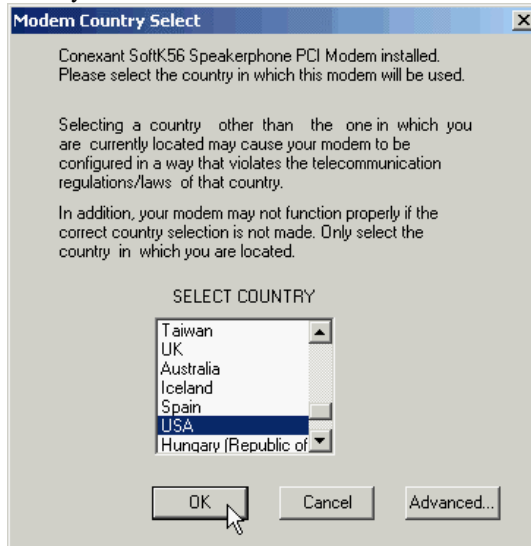 Modem Country Select
Conexant SoftK56 Speakerphone PCI Modem installed.
Please select the country in which this modem will be used.
Selecting a country other than the one in which you
are currently located may cause your modem to be
configured in a way that violates the telecommunication
regulations/laws of that country.
In addition, your modem may not function properly if the
correct country selection is not made. Only select the
country in which you are located.
SELECT COUNTRY
Taiwan
UK
Australia
Iceland
Spain
USA
Hungary (Republic of
OK Cancel Advanced...